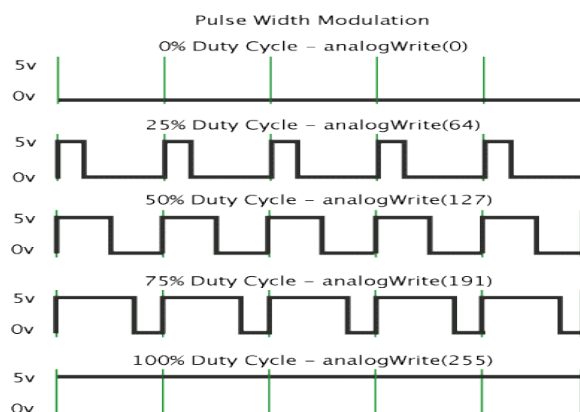 Pulse Width Modulation
0% Duty Cycle – analogWrite(0)
5v
0v
25% Duty Cycle – analogWrite(64)
5v
0v
50% Duty Cycle – analogWrite(127)
5v
0v
75% Duty Cycle – analogWrite(191)
5v
0v
100% Duty Cycle – analogWrite(255)
5v
0v